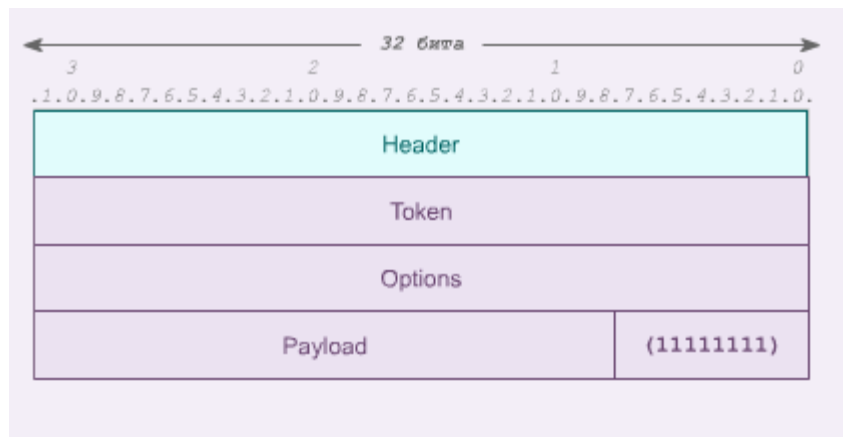 32 бита
3 2 1 0
.1.0.9.8.7.6.5.4.3.2.1.0.9.8.7.6.5.4.3.2.1.0.9.8.7.6.5.4.3.2.1.0.
Header
Token
Options
Payload (11111111)